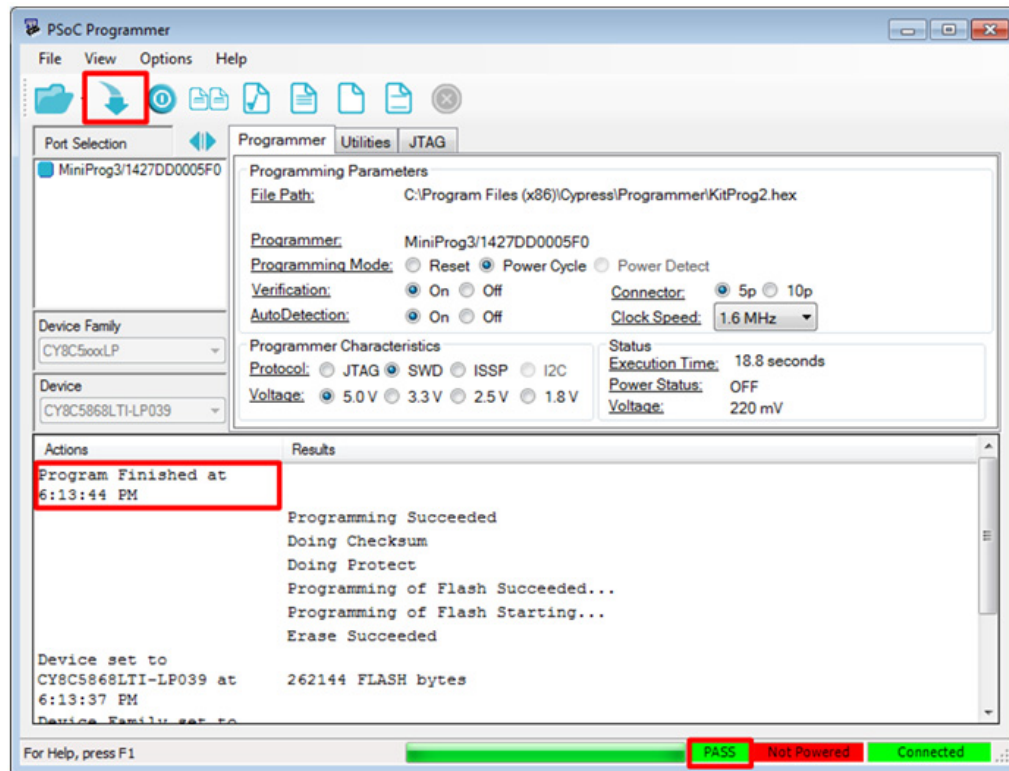 PSoC Programmer
File View Options Help
Port Selection
MiniProg3/1427DD0005F0
Device Family
CY8C5xxxLP
Device
CY8C5868LTI-LP039
Programmer Utilities JTAG
Programming Parameters
File Path: C:\Program Files (x86)\Cypress\Programmer\KitProg2.hex
Programmer: MiniProg3/1427DD0005F0
Programming Mode: Reset Power Cycle Power Detect
Verification: On Off Connector: 5p 10p
AutoDetection: On Off Clock Speed: 1.6 MHz
Programmer Characteristics
Protocol: JTAG SWD ISSP I2C
Voltage: 5.0 V 3.3 V 2.5 V 1.8 V
Status
Execution Time: 18.8 seconds
Power Status: OFF
Voltage: 220 mV
Actions Results
Program Finished at
6:13:44 PM
Programming Succeeded
Doing Checksum
Doing Protect
Programming of Flash Succeeded...
Programming of Flash Starting...
Erase Succeeded
Device set to
CY8C5868LTI-LP039 at 262144 FLASH bytes
6:13:37 PM
Device Family set to
For Help, press F1 PASS Not Powered Connected